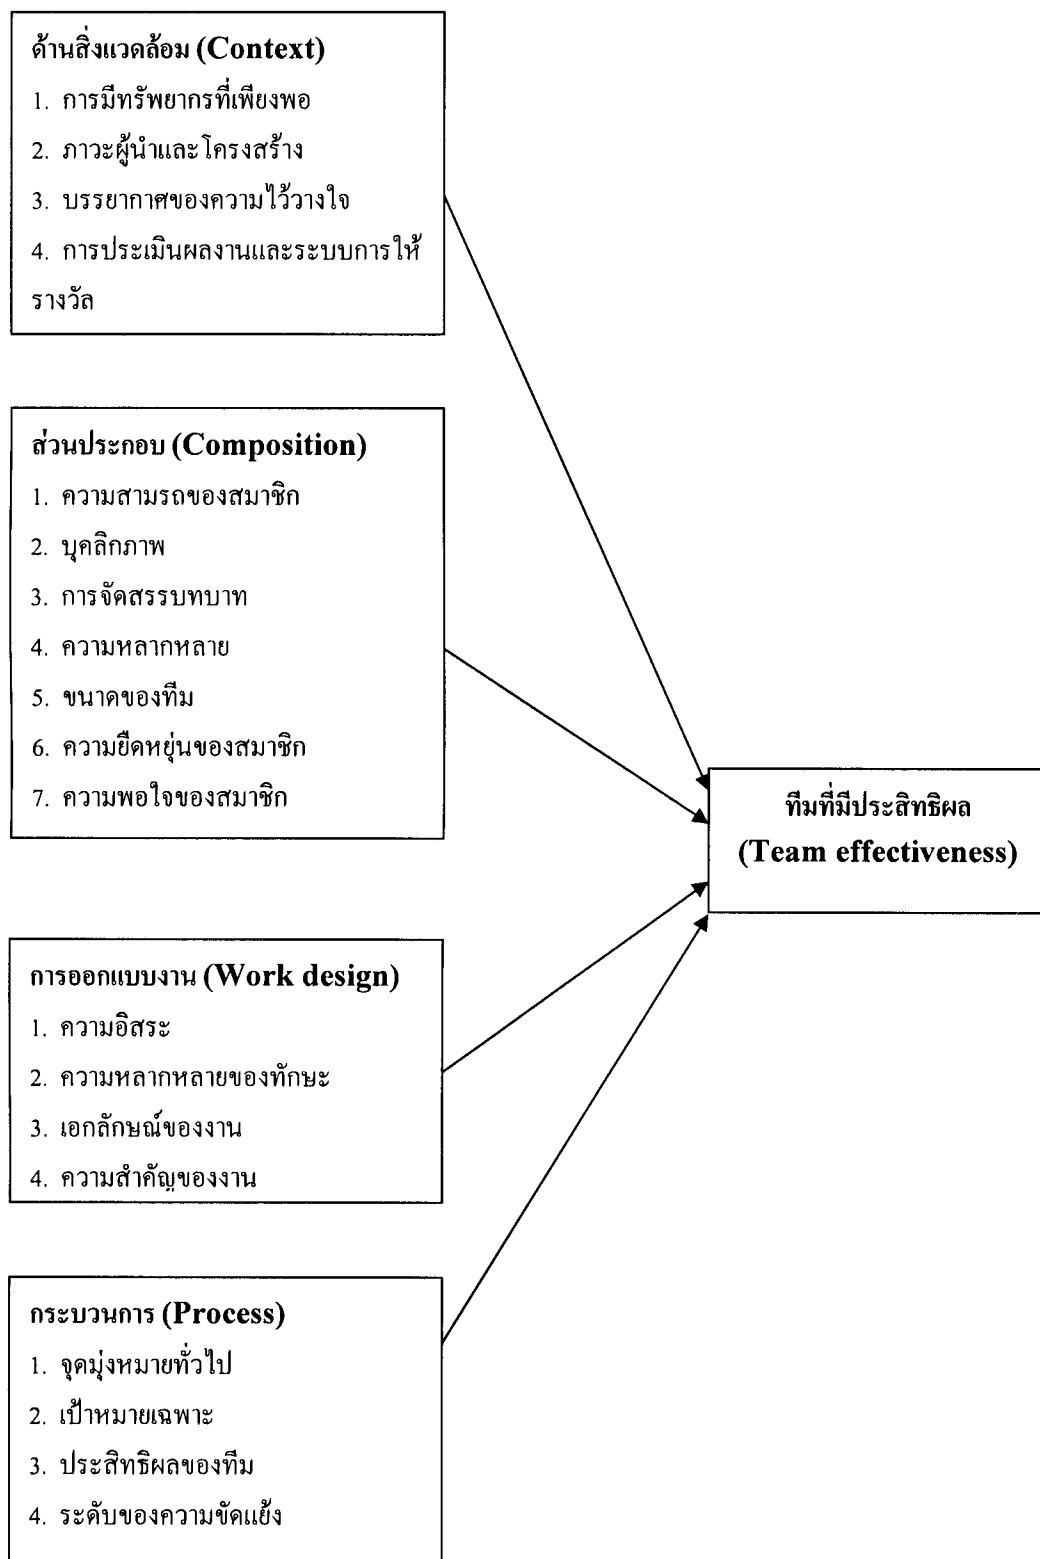 ด้านสิ่งแวดล้อม (Context)
1. การมีทรัพยากรที่เพียงพอ
2. ภาวะผู้นำและโครงสร้าง
3. บรรยากาศของความไว้วางใจ
4. การประเมินผลงานและระบบการให้
รางวัล
ส่วนประกอบ (Composition)
1. ความสามรถของสมาชิก
2. บุคลิกภาพ
3. การจัดสรรบทบาท
4. ความหลากหลาย
5. ขนาดของทีม
6. ความยืดหยุ่นของสมาชิก
7. ความพอใจของสมาชิก
ทีมที่มีประสิทธิผล
(Team effectiveness)
การออกแบบงาน (Work design)
1. ความอิสระ
2. ความหลากหลายของทักษะ
3. เอกลักษณ์ของงาน
4. ความสำคัญของงาน
กระบวนการ (Process)
1. จุดมุ่งหมายทั่วไป
2. เป้าหมายเฉพาะ
3. ประสิทธิผลของทีม
4. ระดับของความขัดแย้ง